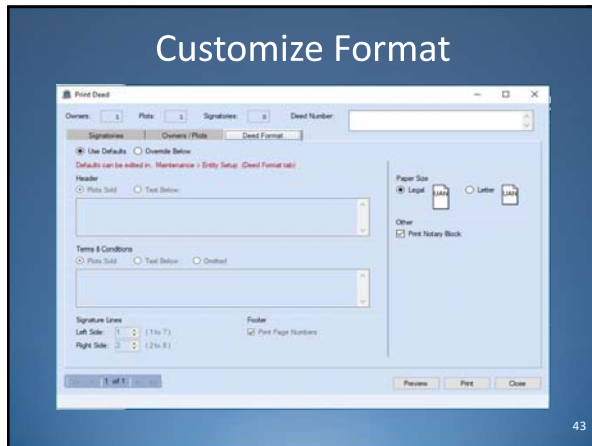 Customize Format
Print Deed
Owners: 1 Plots: 1 Signatories: 0 Deed Number:
Signatories Owners / Plots Deed Format
Use Defaults Override Below
Defaults can be edited in: Maintenance > Entity Setup (Deed Format tab)
Header
Plots Sold Text Below
Terms & Conditions
Plots Sold Text Below Omitted
Signature Lines
Left Side: 1 (1 to 7)
Right Side: 2 (2 to 8)
Footer
Print Page Numbers
Paper Size
Legal UAN Letter UAN
Other
Print Notary Block
1 of 1
Preview Print Close
43